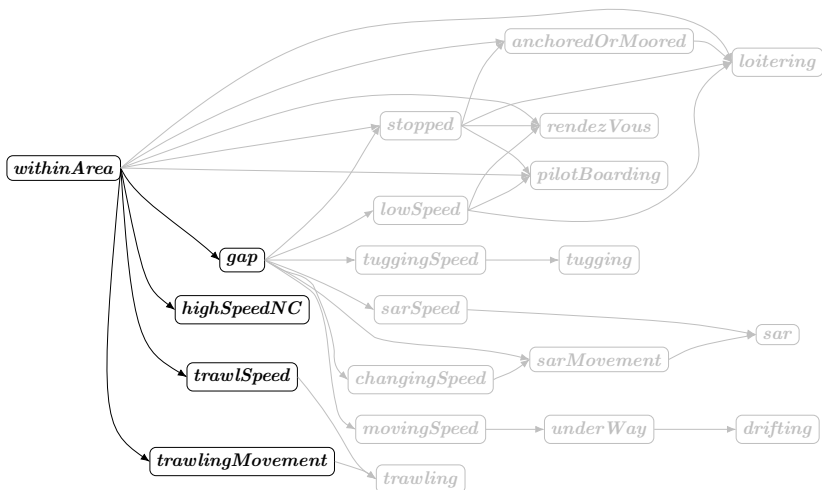 anchoredOrMoored
loitering
stopped
rendezVous
withinArea
pilotBoarding
lowSpeed
gap
tuggingSpeed
tugging
highSpeedNC
sarSpeed
sar
sarMovement
trawlSpeed
changingSpeed
movingSpeed
underWay
drifting
trawlingMovement
trawling